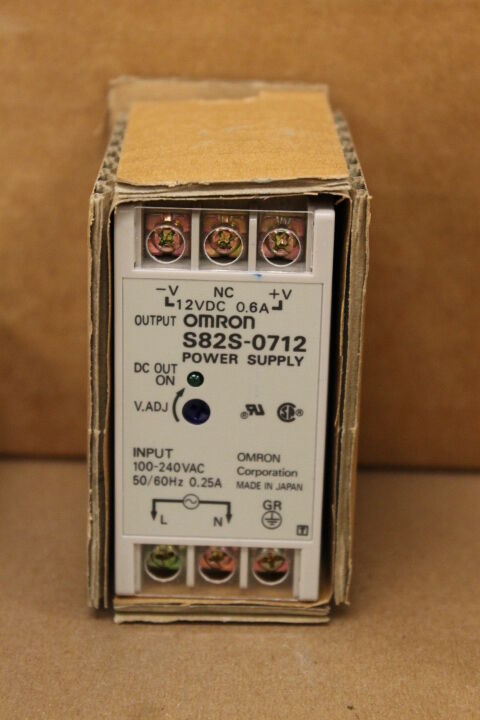 -V NC +V
12VDC 0.6A
OUTPUT OMRON
S82S-0712
POWER SUPPLY
DC OUT
ON
V.ADJ
INPUT
100-240VAC
50/60Hz 0.25A
OMRON
Corporation
MADE IN JAPAN
L N
GR